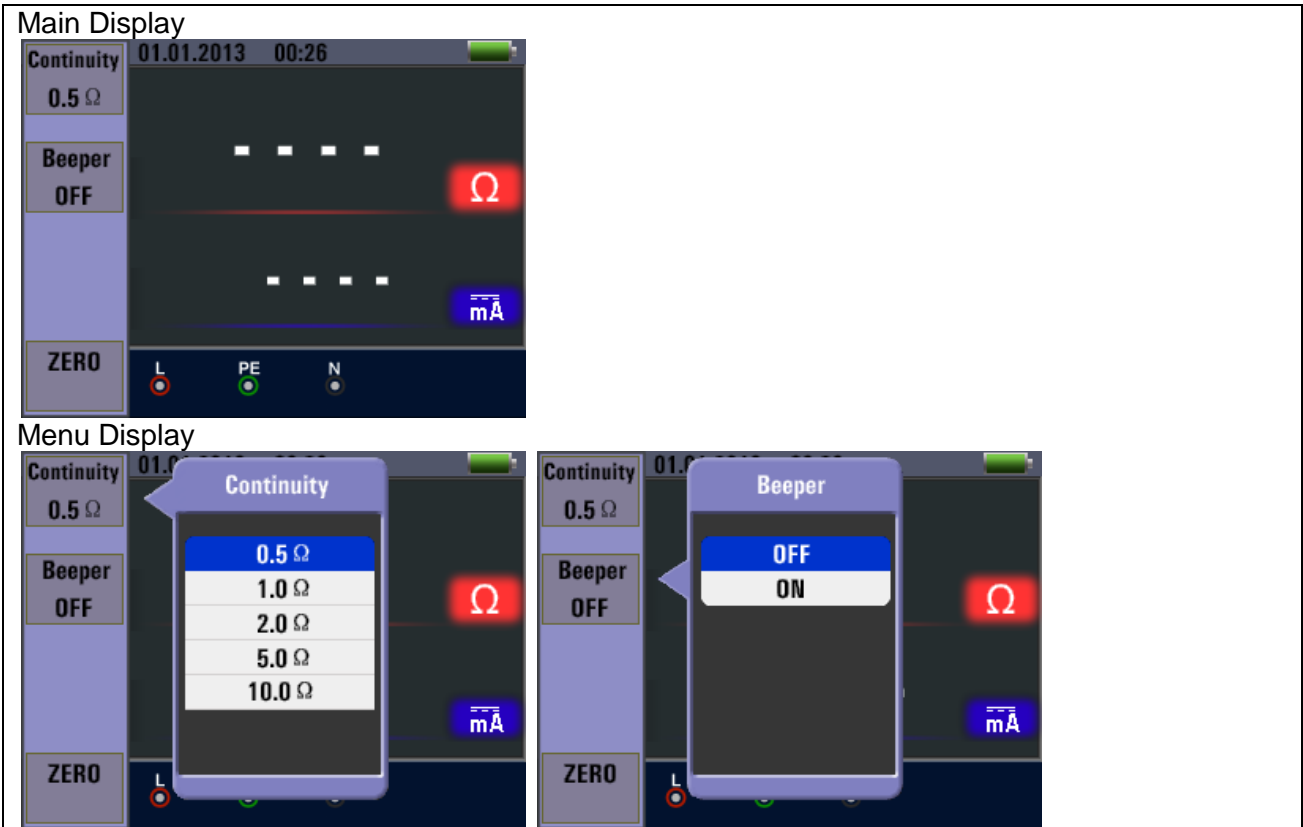 Main Display
Continuity 01.01.2013 00:26
0.5 Ω
Beeper
OFF
- - - -
Ω
- - - -
mA
ZERO
L PE N
Menu Display
Continuity
0.5 Ω
Beeper
OFF
ZERO
Continuity
0.5 Ω
1.0 Ω
2.0 Ω
5.0 Ω
10.0 Ω
Ω
mA
L
Continuity
0.5 Ω
Beeper
OFF
ZERO
Beeper
OFF
ON
Ω
mA
L